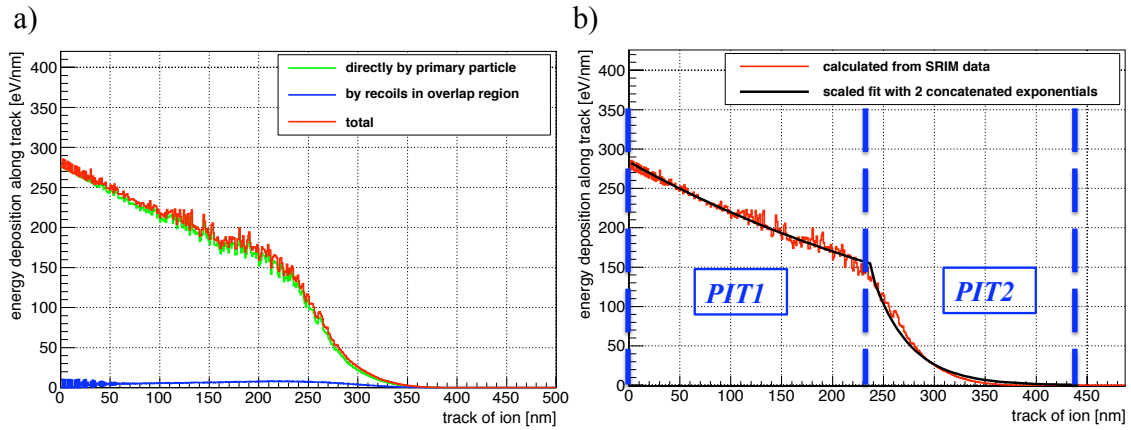 a)
energy deposition along track [eV/nm]
400
350
300
250
200
150
100
50
0
directly by primary particle
by recoils in overlap region
total
0 50 100 150 200 250 300 350 400 450 500
track of ion [nm]
b)
energy deposition along track [eV/nm]
400
350
300
250
200
150
100
50
0
calculated from SRIM data
scaled fit with 2 concatenated exponentials
PIT1
PIT2
0 50 100 150 200 250 300 350 400 450
track of ion [nm]